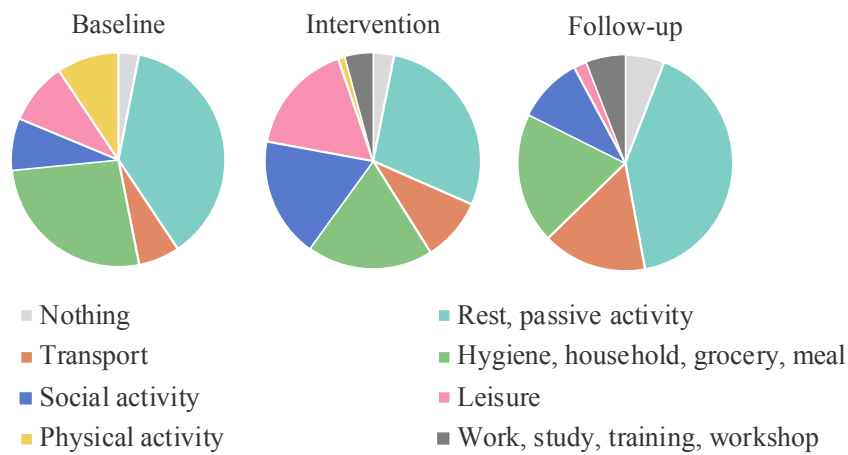 Baseline
Intervention
Follow-up
Nothing
Rest, passive activity
Transport
Hygiene, household, grocery, meal
Social activity
Leisure
Physical activity
Work, study, training, workshop